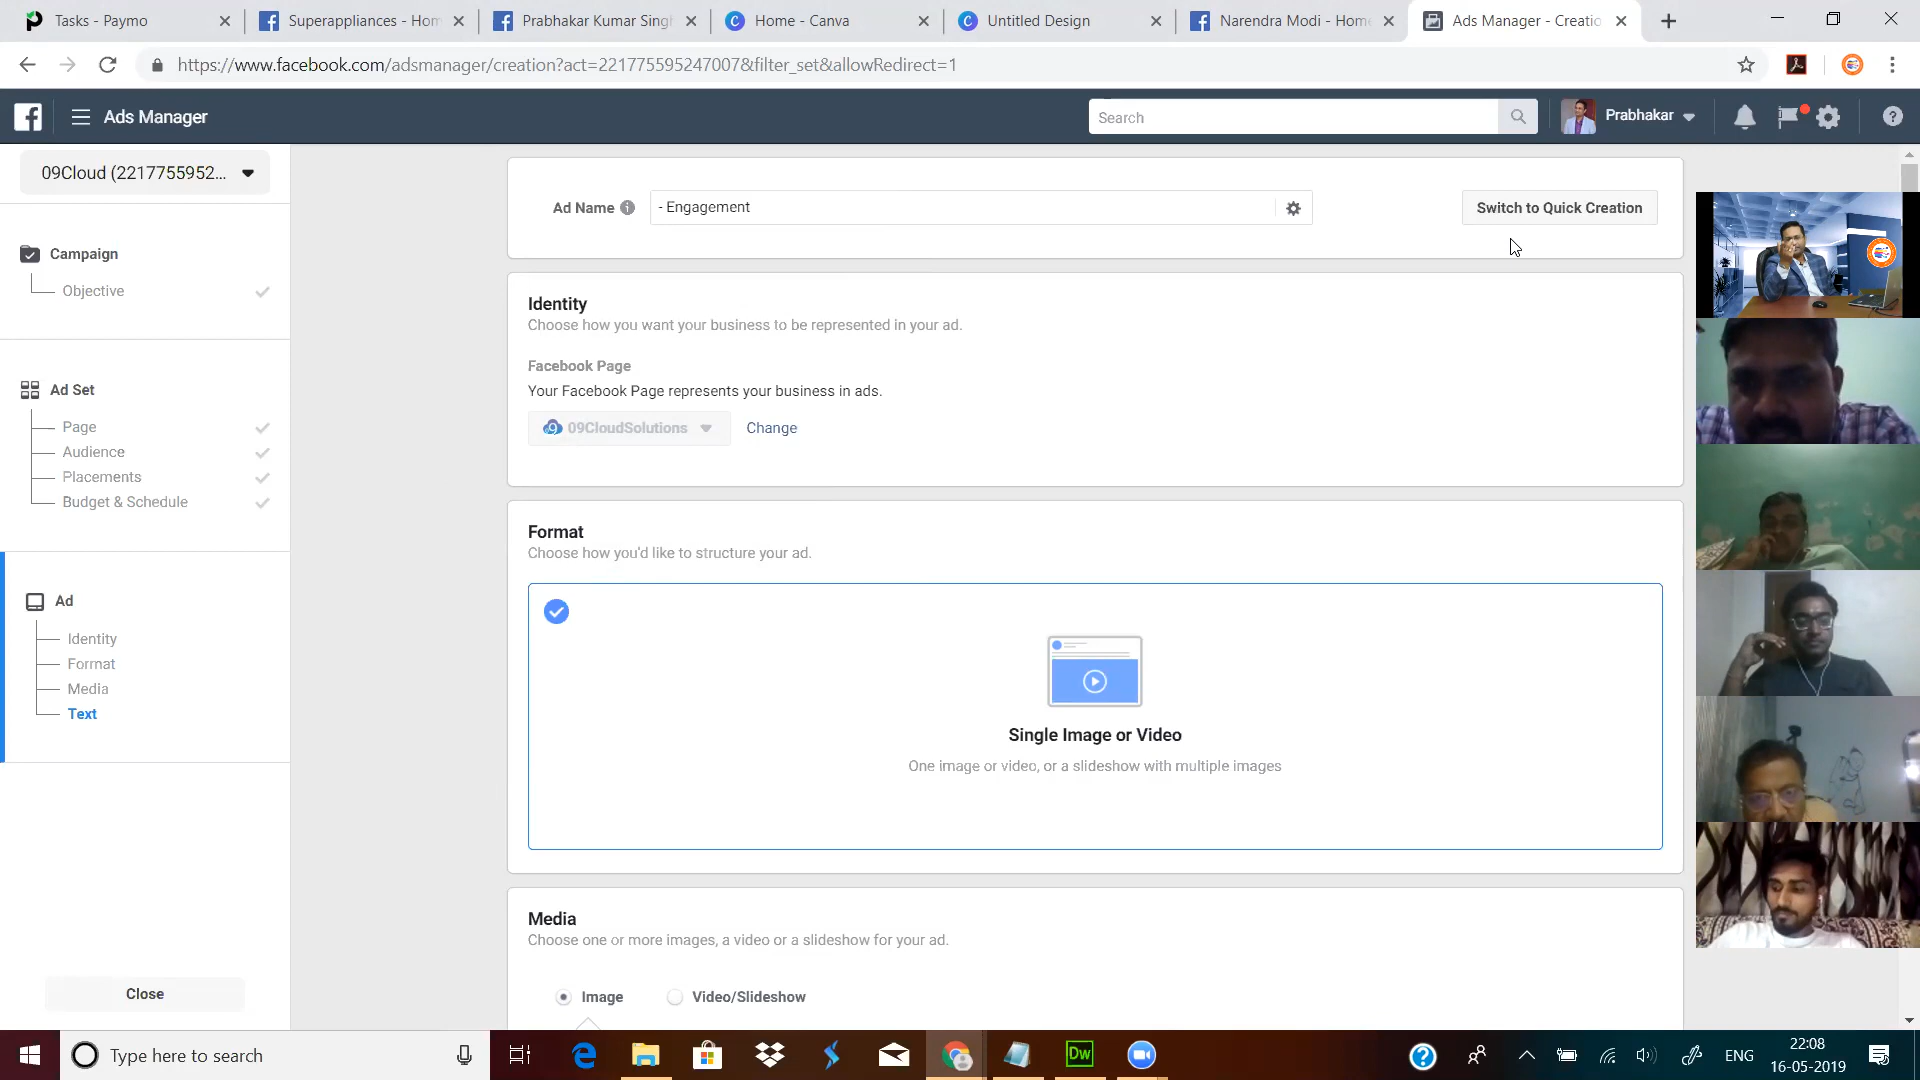 Tasks - Paymo
Superappliances - Hom
Prabhakar Kumar Singh
Home - Canva
Untitled Design
Narendra Modi - Home
Ads Manager - Creatio
https://www.facebook.com/adsmanager/creation?act=221775595247007&filter_set&allowRedirect=1
Ads Manager
Search
Prabhakar
09Cloud (2217755952...
Campaign
Objective
Ad Set
Page
Audience
Placements
Budget & Schedule
Ad
Identity
Format
Media
Text
Close
Ad Name
- Engagement
Switch to Quick Creation
Identity
Choose how you want your business to be represented in your ad.
Facebook Page
Your Facebook Page represents your business in ads.
09CloudSolutions
Change
Format
Choose how you'd like to structure your ad.
Single Image or Video
One image or video, or a slideshow with multiple images
Media
Choose one or more images, a video or a slideshow for your ad.
Image
Video/Slideshow
Type here to search
Dw
ENG
22:08
16-05-2019